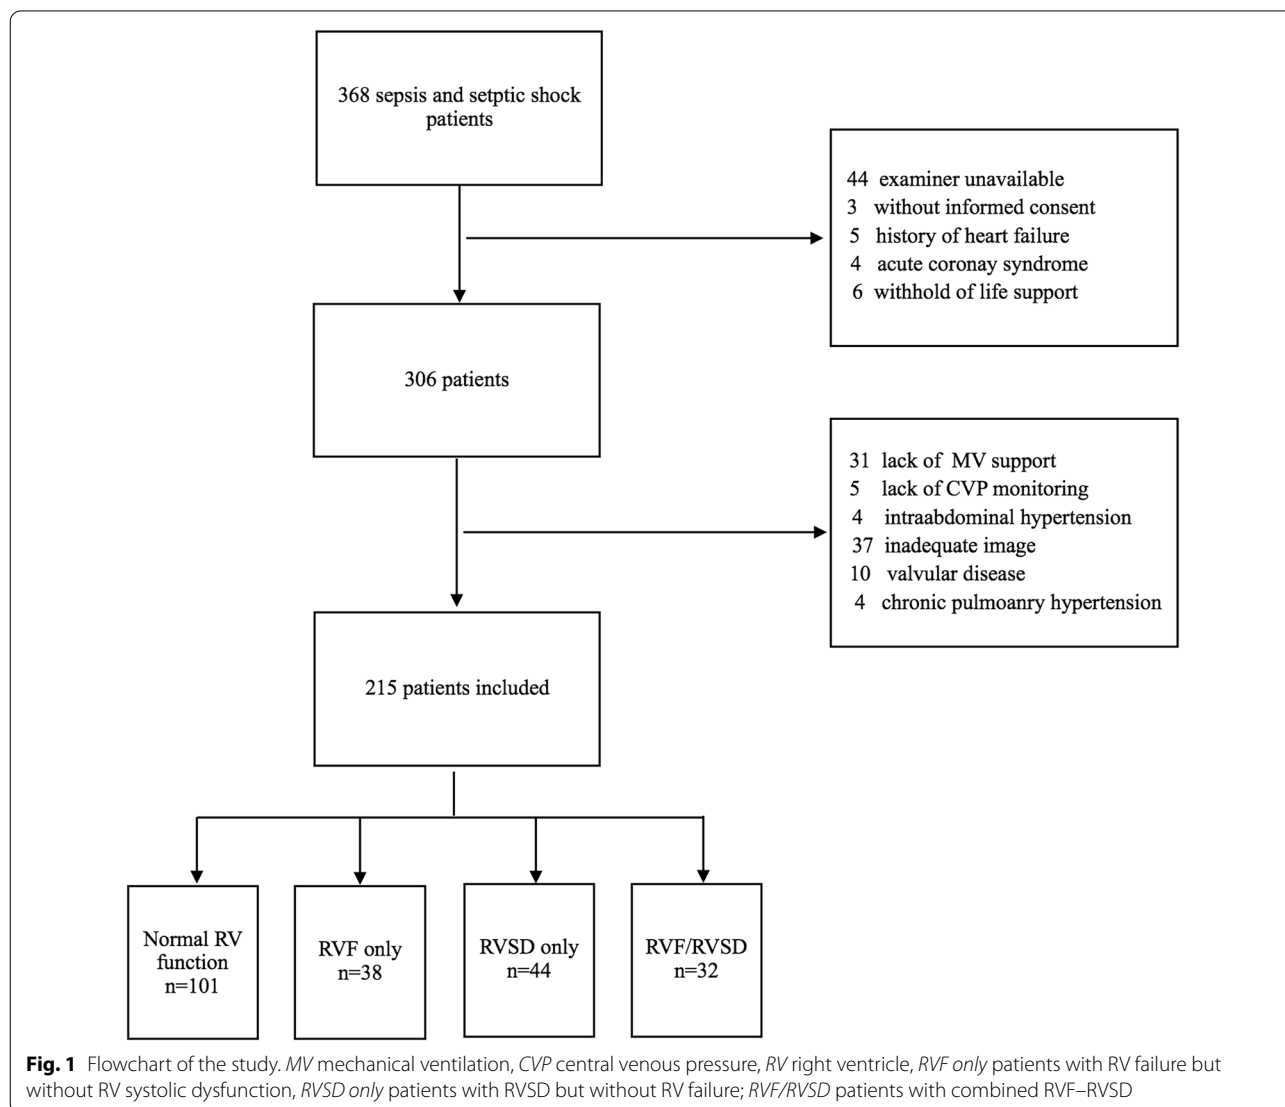 368 sepsis and setptic shock
patients
44 examiner unavailable
3 without informed consent
5 history of heart failure
4 acute coronay syndrome
6 withhold of life support
306 patients
31 lack of MV support
5 lack of CVP monitoring
4 intraabdominal hypertension
37 inadequate image
10 valvular disease
4 chronic pulmoanry hypertension
215 patients included
Normal RV
function
n=101
RVF only
n=38
RVSD only
n=44
RVF/RVSD
n=32
Fig. 1 Flowchart of the study. MV mechanical ventilation, CVP central venous pressure, RV right ventricle, RVF only patients with RV failure but
without RV systolic dysfunction, RVSD only patients with RVSD but without RV failure; RVF/RVSD patients with combined RVF–RVSD